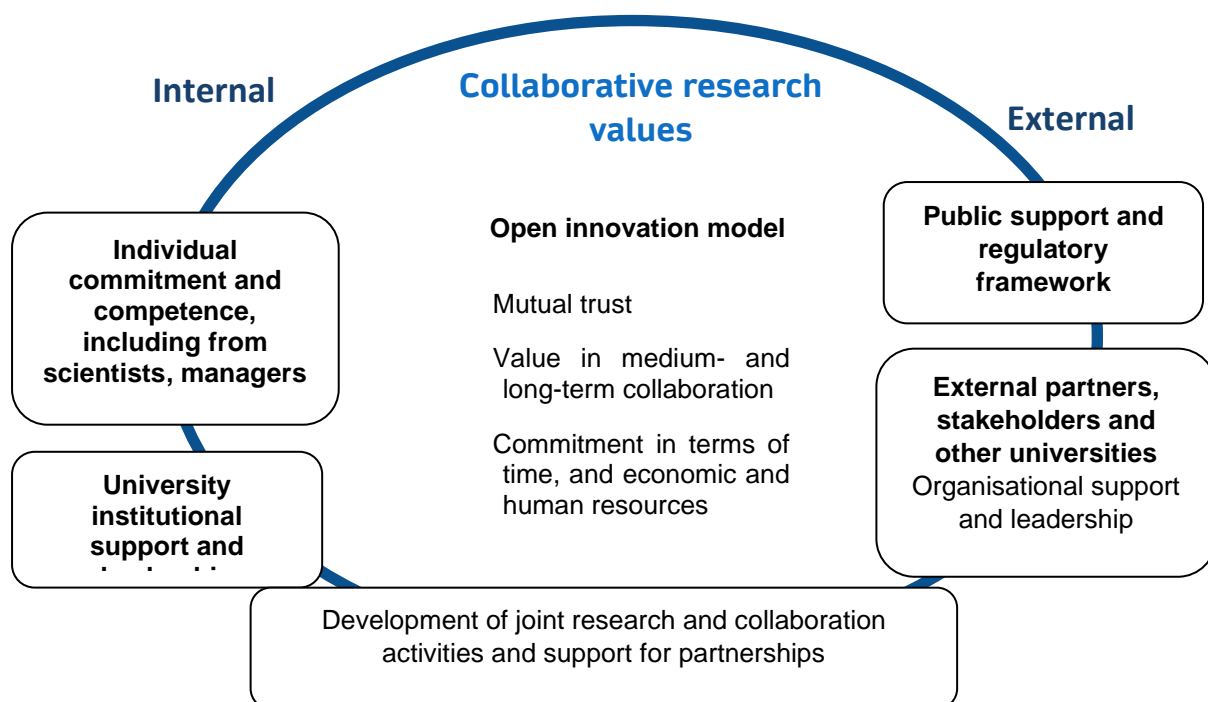 Internal
Collaborative research
values
External
Individual
commitment and
competence,
including from
scientists, managers
University
institutional
support and
Open innovation model
Mutual trust
Value in medium- and
long-term collaboration
Commitment in terms of
time, and economic and
human resources
Public support and
regulatory
framework
External partners,
stakeholders and
other universities
Organisational support
and leadership
Development of joint research and collaboration
activities and support for partnerships